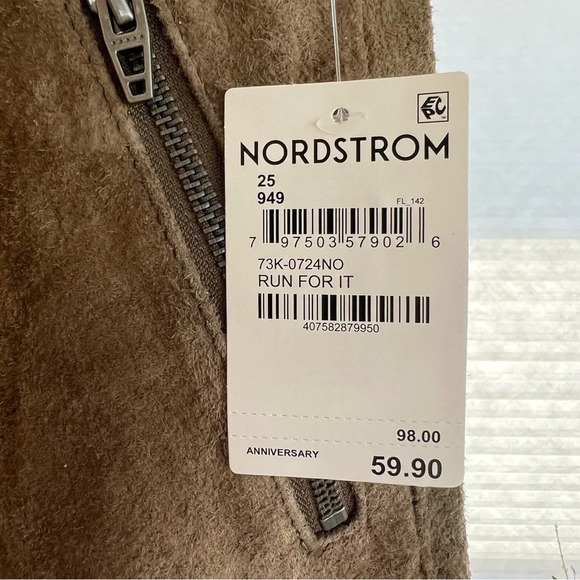 EPC
NORDSTROM
25
949
FL_142
7 97503 57902 6
73K-0724NO
RUN FOR IT
407582879950
98.00
ANNIVERSARY
59.90